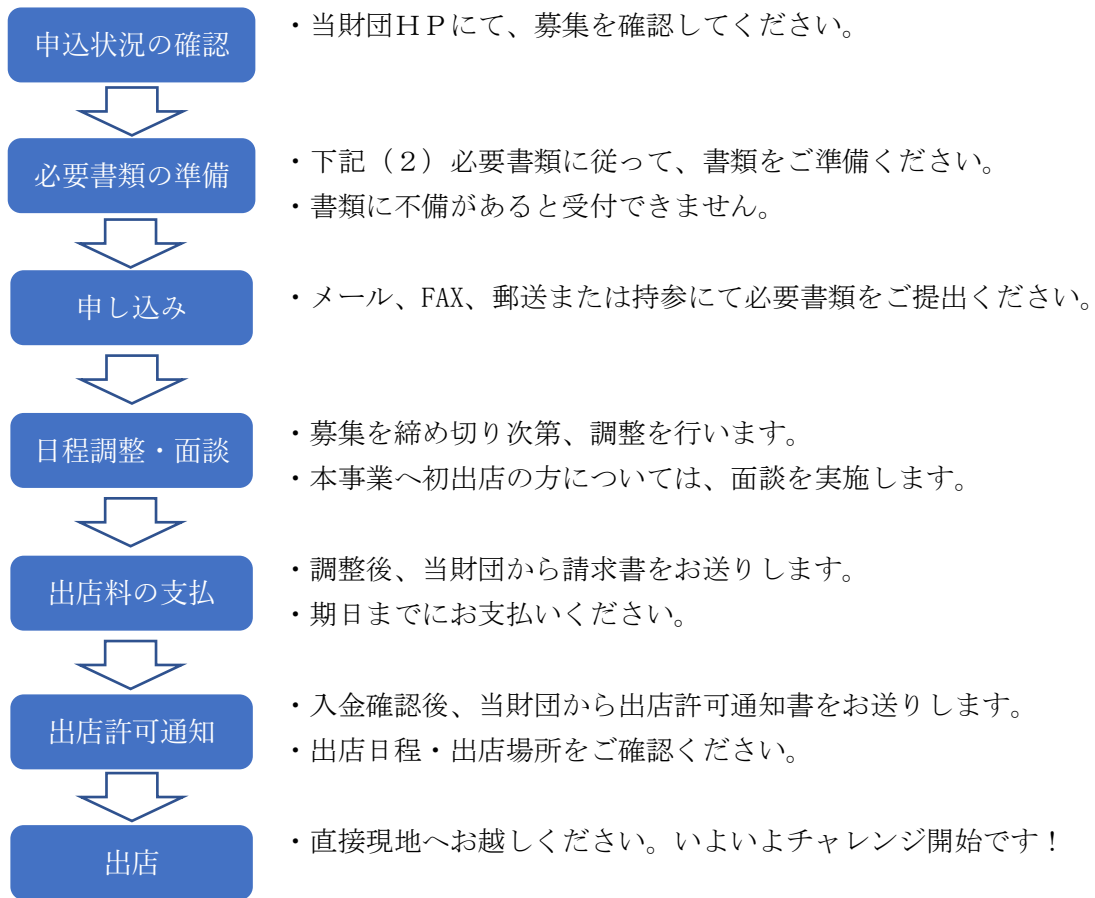 申込状況の確認
・当財団ＨＰにて、募集を確認してください。
必要書類の準備
・下記（２）必要書類に従って、書類をご準備ください。
・書類に不備があると受付できません。
申し込み
・メール、FAX、郵送または持参にて必要書類をご提出ください。
日程調整・面談
・募集を締め切り次第、調整を行います。
・本事業へ初出店の方については、面談を実施します。
出店料の支払
・調整後、当財団から請求書をお送りします。
・期日までにお支払いください。
出店許可通知
・入金確認後、当財団から出店許可通知書をお送りします。
・出店日程・出店場所をご確認ください。
出店
・直接現地へお越しください。いよいよチャレンジ開始です！